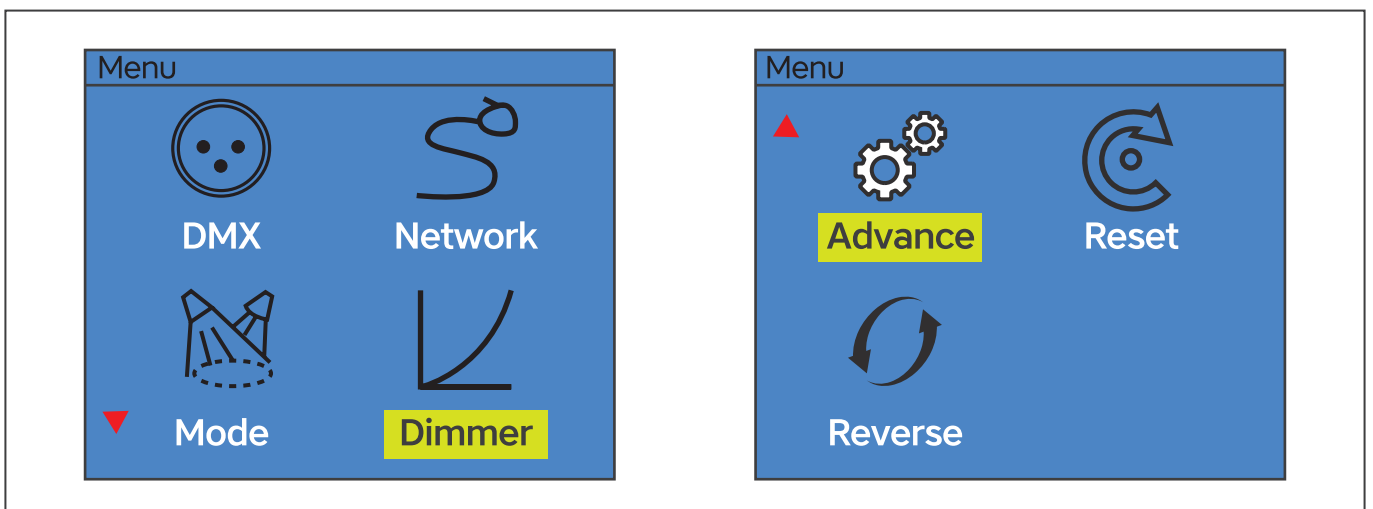 Menu
DMX
Network
Mode
Dimmer
Menu
Advance
Reset
Reverse